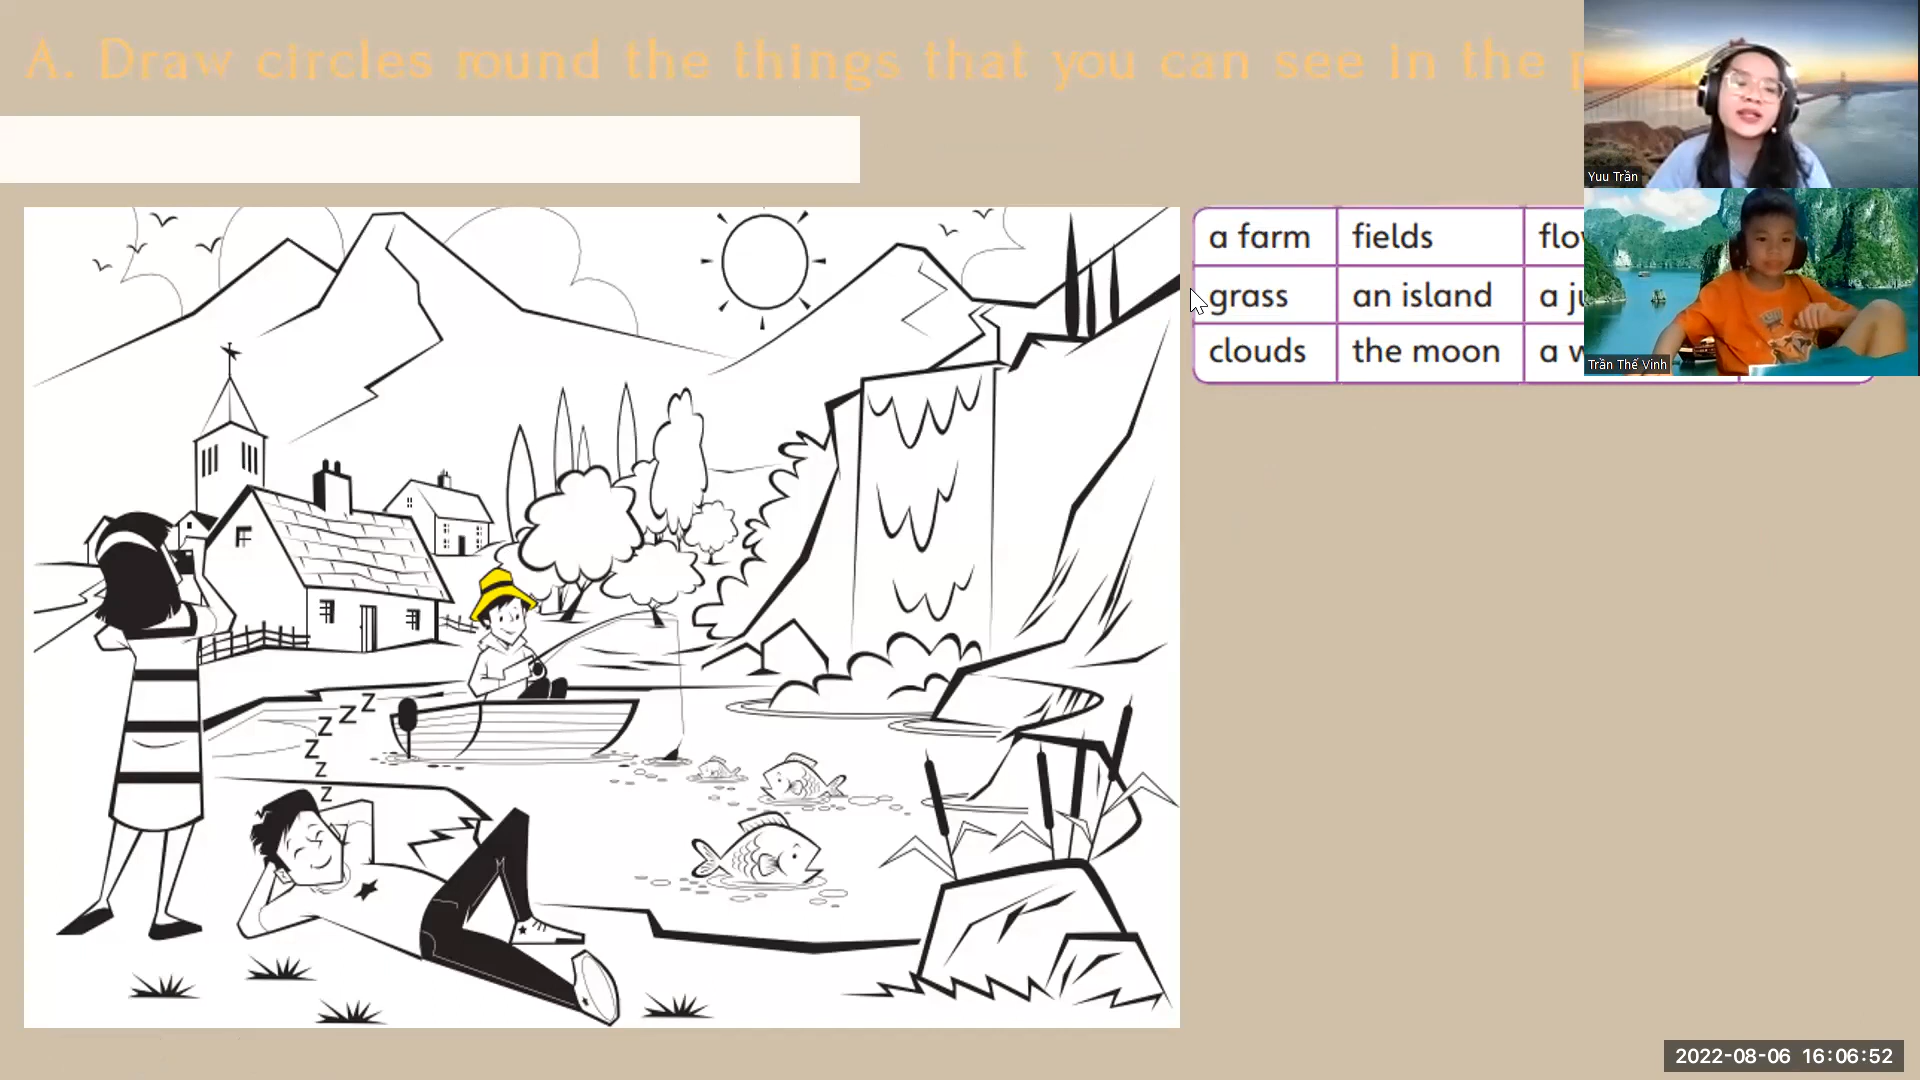 A. Draw circles round the things that you can see in the
Yuu Trần
a farm fields
grass an island a
clouds the moon a
Trần Thế Vinh
z z z z z z
2022-08-06 16:06:52